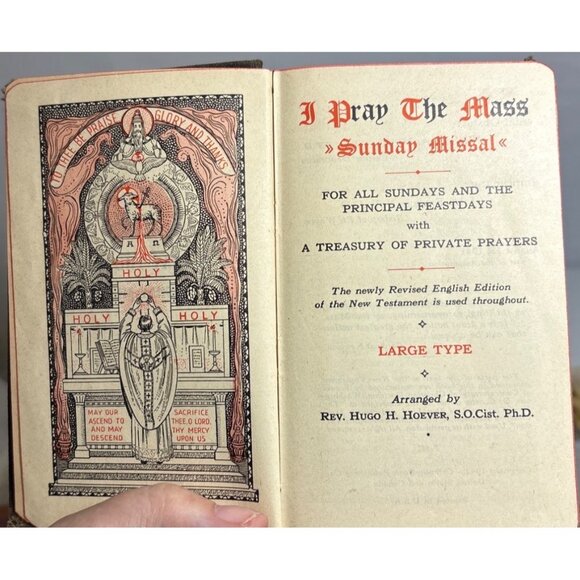 TO THEE BE PRAISE GLORY AND THANKS
A Ω
HOLY
HOLY HOLY
MAY OUR SACRIFICE
ASCEND TO THEE, O LORD
AND MAY THY MERCY
DESCEND UPON US
I Pray The Mass
»Sunday Missal«
FOR ALL SUNDAYS AND THE
PRINCIPAL FEASTDAYS
with
A TREASURY OF PRIVATE PRAYERS
The newly Revised English Edition
of the New Testament is used throughout.
LARGE TYPE
Arranged by
REV. HUGO H. HOEVER, S.O.Cist. Ph.D.